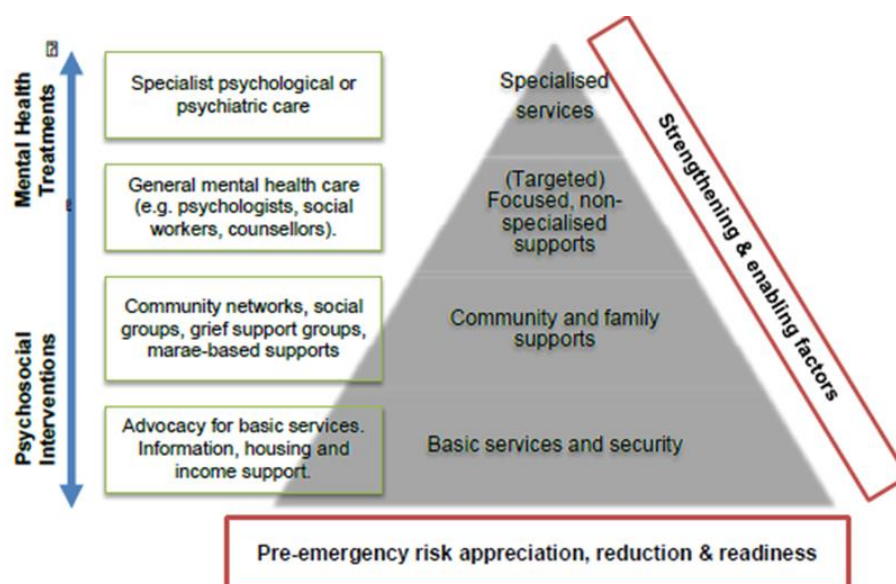 Mental Health
Treatments
Psychosocial
Interventions
Specialist psychological or
psychiatric care
General mental health care
(e.g. psychologists, social
workers, counsellors).
Community networks, social
groups, grief support groups,
marae-based supports
Advocacy for basic services.
Information, housing and
income support.
Specialised
services
(Targeted)
Focused, non-
specialised
supports
Community and family
supports
Basic services and security
Strengthening & enabling factors
Pre-emergency risk appreciation, reduction & readiness